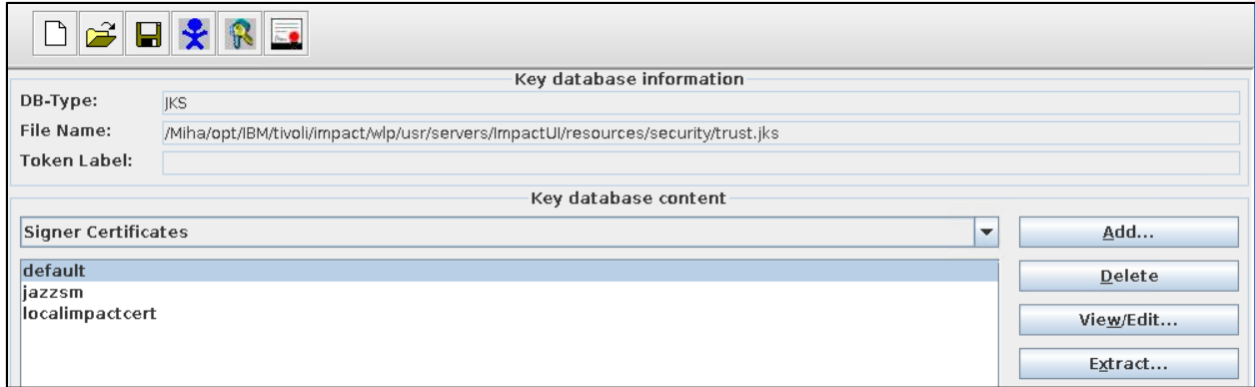 Key database information
DB-Type: JKS
File Name: /Miha/opt/IBM/tivoli/impact/wlp/usr/servers/ImpactUI/resources/security/trust.jks
Token Label:
Key database content
Signer Certificates
Add...
default
Delete
jazzsm
localimpactcert
View/Edit...
Extract...